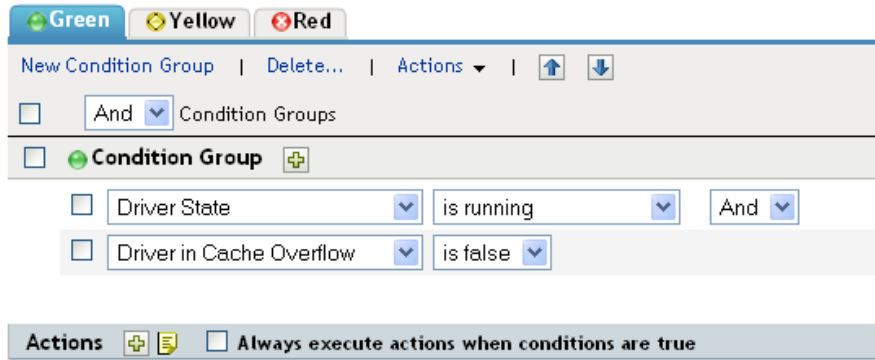 Green Yellow Red
New Condition Group | Delete... | Actions |
And Condition Groups
Condition Group
Driver State is running And
Driver in Cache Overflow is false
Actions Always execute actions when conditions are true